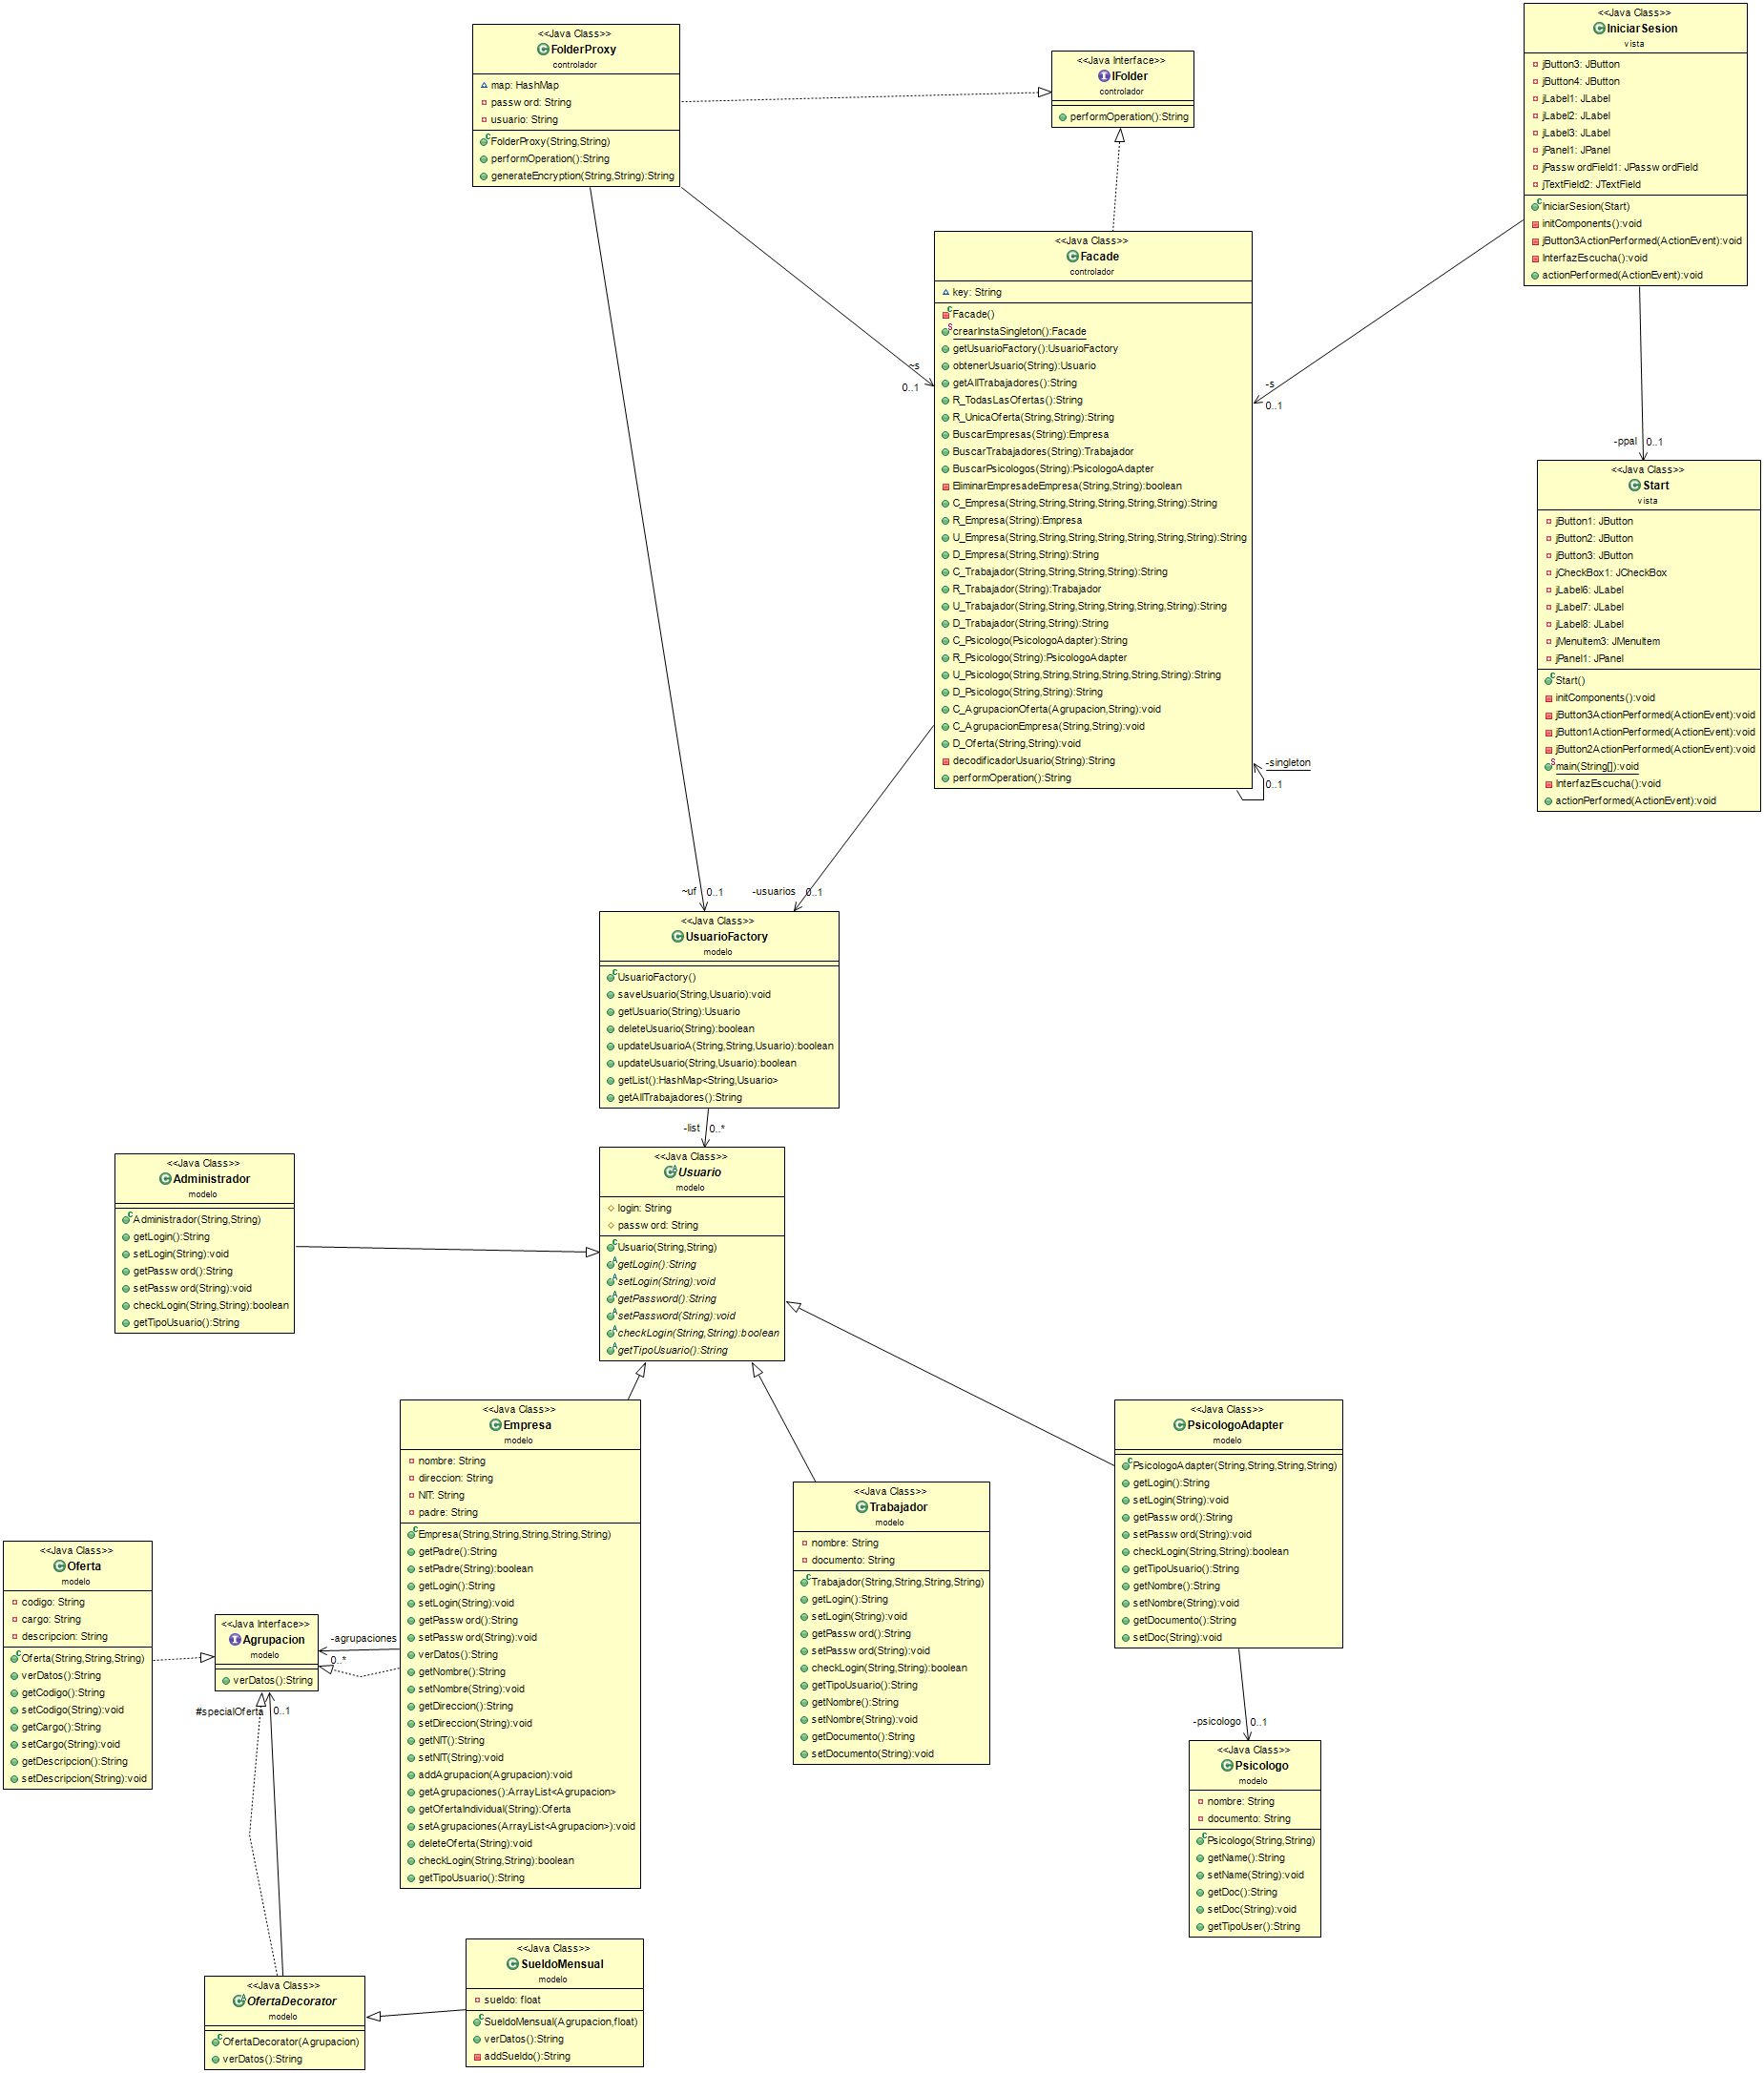 <<Java Class>>
FolderProxy
controlador
map: HashMap
passw ord: String
usuario: String
FolderProxy(String,String)
performOperation():String
generateEncryption(String,String):String
<<Java Interface>>
IFolder
controlador
performOperation():String
<<Java Class>>
IniciarSesion
vista
jButton3: JButton
jButton4: JButton
jLabel1: JLabel
jLabel2: JLabel
jLabel3: JLabel
jPanel1: JPanel
jPassw ordField1: JPassw ordField
jTextField2: JTextField
IniciarSesion(Start)
initComponents():void
jButton3ActionPerformed(ActionEvent):void
InterfazEscucha():void
actionPerformed(ActionEvent):void
<<Java Class>>
Facade
controlador
key: String
Facade()
crearInstaSingleton():Facade
getUsuarioFactory():UsuarioFactory
obtenerUsuario(String):Usuario
getAllTrabajadores():String
R_TodasLasOfertas():String
R_UnicaOferta(String,String):String
BuscarEmpresas(String):Empresa
BuscarTrabajadores(String):Trabajador
BuscarPsicologos(String):PsicologoAdapter
EliminarEmpresadeEmpresa(String,String):boolean
C_Empresa(String,String,String,String,String,String):String
R_Empresa(String):Empresa
U_Empresa(String,String,String,String,String,String,String):String
D_Empresa(String,String):String
C_Trabajador(String,String,String,String):String
R_Trabajador(String):Trabajador
U_Trabajador(String,String,String,String,String,String):String
D_Trabajador(String,String):String
C_Psicologo(PsicologoAdapter):String
R_Psicologo(String):PsicologoAdapter
U_Psicologo(String,String,String,String,String,String):String
D_Psicologo(String,String):String
C_AgrupacionOferta(Agrupacion,String):void
C_AgrupacionEmpresa(String,String):void
D_Oferta(String,String):void
decodificadorUsuario(String):String
performOperation():String
~s
0..1
-s
0..1
-ppal
0..1
-singleton
0..1
<<Java Class>>
Start
vista
jButton1: JButton
jButton2: JButton
jButton3: JButton
jCheckBox1: JCheckBox
jLabel6: JLabel
jLabel7: JLabel
jLabel8: JLabel
jMenuItem3: JMenuItem
jPanel1: JPanel
Start()
initComponents():void
jButton3ActionPerformed(ActionEvent):void
jButton1ActionPerformed(ActionEvent):void
jButton2ActionPerformed(ActionEvent):void
main(String[]):void
InterfazEscucha():void
actionPerformed(ActionEvent):void
~uf
0..1
-usuarios
0..1
<<Java Class>>
UsuarioFactory
modelo
UsuarioFactory()
saveUsuario(String,Usuario):void
getUsuario(String):Usuario
deleteUsuario(String):boolean
updateUsuarioA(String,String,Usuario):boolean
updateUsuario(String,Usuario):boolean
getList():HashMap<String,Usuario>
getAllTrabajadores():String
-list
0..*
<<Java Class>>
Administrador
modelo
Administrador(String,String)
getLogin():String
setLogin(String):void
getPassw ord():String
setPassw ord(String):void
checkLogin(String,String):boolean
getTipoUsuario():String
<<Java Class>>
Usuario
modelo
login: String
passw ord: String
Usuario(String,String)
getLogin():String
setLogin(String):void
getPassword():String
setPassword(String):void
checkLogin(String,String):boolean
getTipoUsuario():String
<<Java Class>>
Empresa
modelo
nombre: String
direccion: String
NIT: String
padre: String
Empresa(String,String,String,String,String)
getPadre():String
setPadre(String):boolean
getLogin():String
setLogin(String):void
getPassw ord():String
setPassw ord(String):void
verDatos():String
getNombre():String
setNombre(String):void
getDireccion():String
setDireccion(String):void
getNIT():String
setNIT(String):void
addAgrupacion(Agrupacion):void
getAgrupaciones():ArrayList<Agrupacion>
getOfertaIndividual(String):Oferta
setAgrupaciones(ArrayList<Agrupacion>):void
deleteOferta(String):void
checkLogin(String,String):boolean
getTipoUsuario():String
<<Java Class>>
Trabajador
modelo
nombre: String
documento: String
Trabajador(String,String,String,String)
getLogin():String
setLogin(String):void
getPassw ord():String
setPassw ord(String):void
checkLogin(String,String):boolean
getTipoUsuario():String
getNombre():String
setNombre(String):void
getDocumento():String
setDocumento(String):void
<<Java Class>>
PsicologoAdapter
modelo
PsicologoAdapter(String,String,String,String)
getLogin():String
setLogin(String):void
getPassw ord():String
setPassw ord(String):void
checkLogin(String,String):boolean
getTipoUsuario():String
getNombre():String
setNombre(String):void
getDocumento():String
setDoc(String):void
<<Java Class>>
Oferta
modelo
codigo: String
cargo: String
descripcion: String
Oferta(String,String,String)
verDatos():String
getCodigo():String
setCodigo(String):void
getCargo():String
setCargo(String):void
getDescripcion():String
setDescripcion(String):void
<<Java Interface>>
Agrupacion
modelo
verDatos():String
-agrupaciones
0..*
#specialOferta
0..1
-psicologo
0..1
<<Java Class>>
Psicologo
modelo
nombre: String
documento: String
Psicologo(String,String)
getName():String
setName(String):void
getDoc():String
setDoc(String):void
getTipoUser():String
<<Java Class>>
SueldoMensual
modelo
sueldo: float
SueldoMensual(Agrupacion,float)
verDatos():String
addSueldo():String
<<Java Class>>
OfertaDecorator
modelo
OfertaDecorator(Agrupacion)
verDatos():String